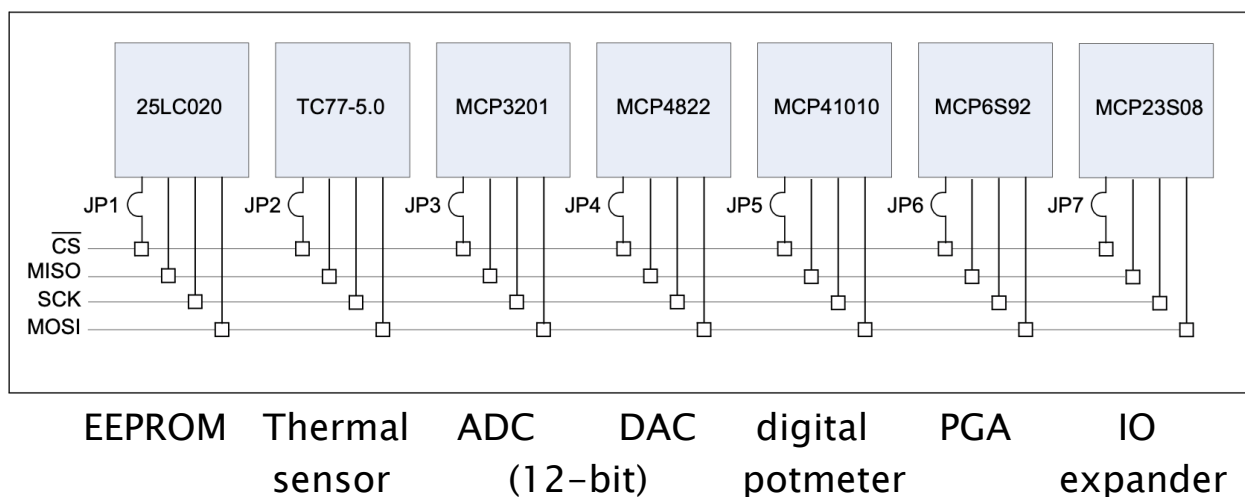 25LC020 TC77-5.0 MCP3201 MCP4822 MCP41010 MCP6S92 MCP23S08
JP1 JP2 JP3 JP4 JP5 JP6 JP7
CS
MISO
SCK
MOSI
EEPROM Thermal ADC DAC digital PGA IO
sensor (12-bit) potmeter expander